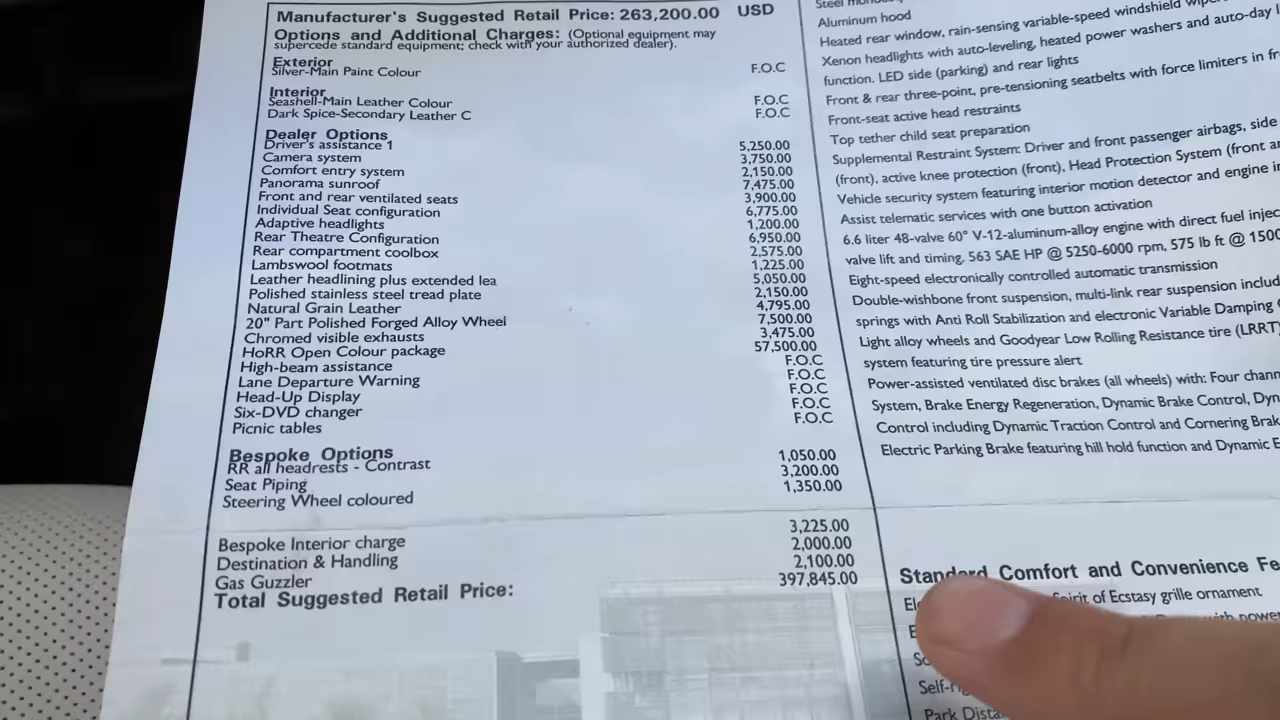 Manufacturer's Suggested Retail Price: 263,200.00 USD
Options and Additional Charges: (Optional equipment may
supercede standard equipment; check with your authorized dealer).
Exterior
Silver-Main Paint Colour F.O.C
Interior
Seashell-Main Leather Colour F.O.C
Dark Spice-Secondary Leather C F.O.C
Dealer Options
Driver's assistance 1 5,250.00
Camera system 3,750.00
Comfort entry system 2,150.00
Panorama sunroof 7,475.00
Front and rear ventilated seats 3,900.00
Individual Seat configuration 6,775.00
Adaptive headlights 1,200.00
Rear Theatre Configuration 6,950.00
Rear compartment coolbox 2,575.00
Lambswool footmats 1,225.00
Leather headlining plus extended lea 5,050.00
Polished stainless steel tread plate 2,150.00
Natural Grain Leather 4,795.00
20" Part Polished Forged Alloy Wheel 7,500.00
Chromed visible exhausts 3,475.00
HoRR Open Colour package 57,500.00
High-beam assistance F.O.C
Lane Departure Warning F.O.C
Head-Up Display F.O.C
Six-DVD changer F.O.C
Picnic tables F.O.C
Bespoke Options
RR all headrests - Contrast 1,050.00
Seat Piping 3,200.00
Steering Wheel coloured 1,350.00
Bespoke Interior charge 3,225.00
Destination & Handling 2,000.00
Gas Guzzler 2,100.00
Total Suggested Retail Price: 397,845.00
Steel
Aluminum hood
Heated rear window, rain-sensing variable-speed windshield
Xenon headlights with auto-leveling, heated power washers and auto-day
function. LED side (parking) and rear lights
Front & rear three-point, pre-tensioning seatbelts with force limiters in
Front-seat active head restraints
Top tether child seat preparation
Supplemental Restraint System: Driver and front passenger airbags, side
(front), active knee protection (front), Head Protection System (front
Vehicle security system featuring interior motion detector and engine
Assist telematic services with one button activation
6.6 liter 48-valve 60° V-12-aluminum-alloy engine with direct fuel
valve lift and timing. 563 SAE HP @ 5250-6000 rpm, 575 lb ft @ 1500
Eight-speed electronically controlled automatic transmission
Double-wishbone front suspension, multi-link rear suspension
springs with Anti Roll Stabilization and electronic Variable Damping
Light alloy wheels and Goodyear Low Rolling Resistance tire (LRRT)
system featuring tire pressure alert
Power-assisted ventilated disc brakes (all wheels) with: Four
System, Brake Energy Regeneration, Dynamic Brake Control,
Control including Dynamic Traction Control and Cornering
Electric Parking Brake featuring hill hold function and Dynamic
Standard Comfort and Convenience
Spirit of Ecstasy grille ornament
with
Park